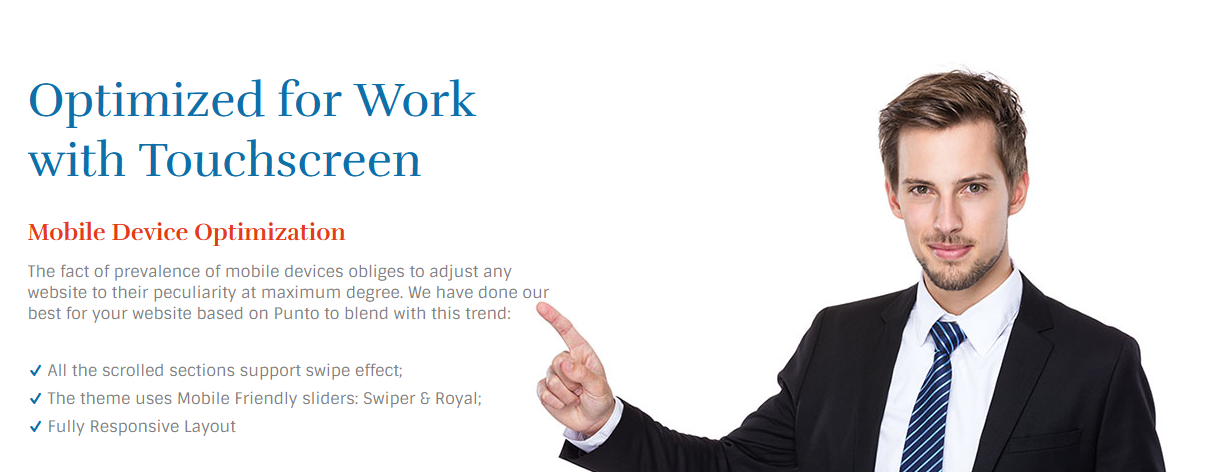 Optimized for Work
with Touchscreen
Mobile Device Optimization
The fact of prevalence of mobile devices obliges to adjust any
website to their peculiarity at maximum degree. We have done our
best for your website based on Punto to blend with this trend:
All the scrolled sections support swipe effect;
The theme uses Mobile Friendly sliders: Swiper & Royal;
Fully Responsive Layout